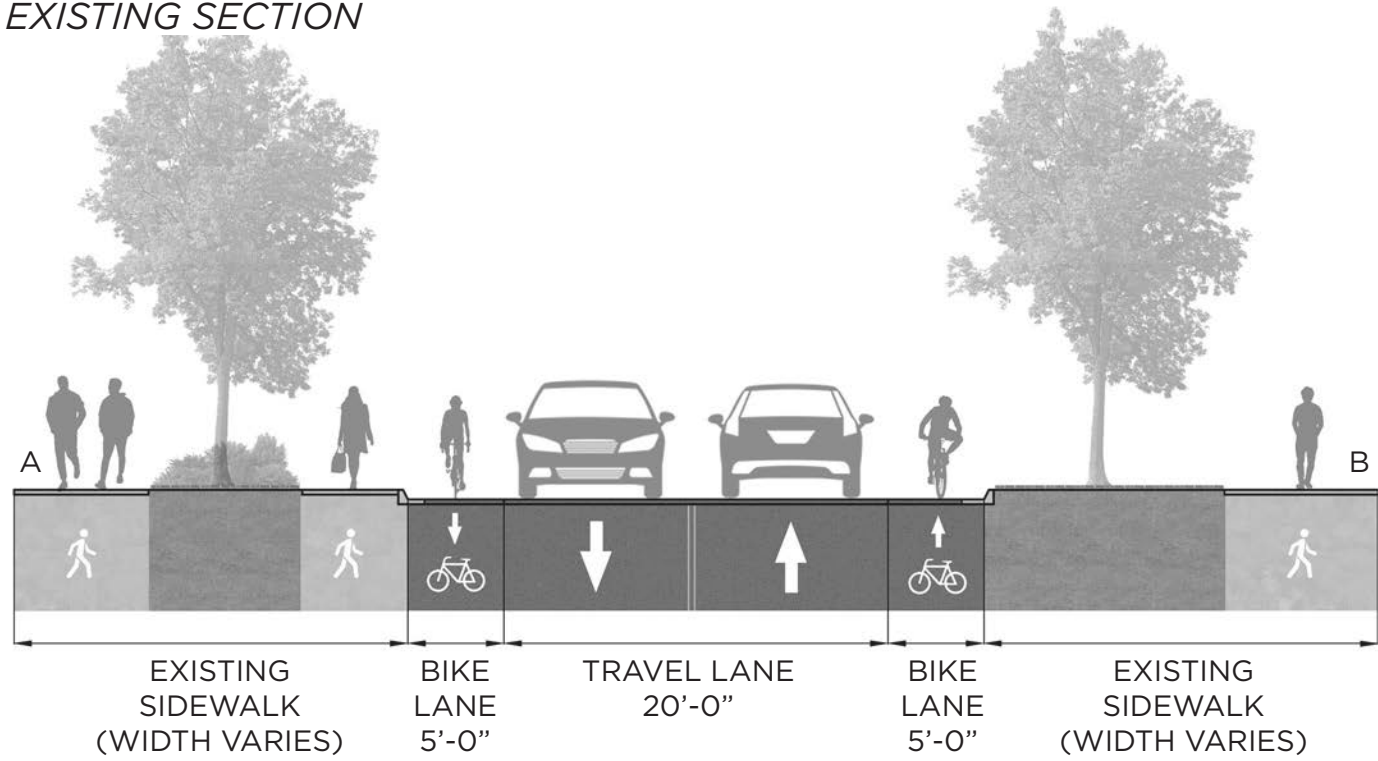 EXISTING SECTION
A
B
EXISTING
SIDEWALK
(WIDTH VARIES)
BIKE
LANE
5’-0”
TRAVEL LANE
20’-0”
BIKE
LANE
5’-0”
EXISTING
SIDEWALK
(WIDTH VARIES)